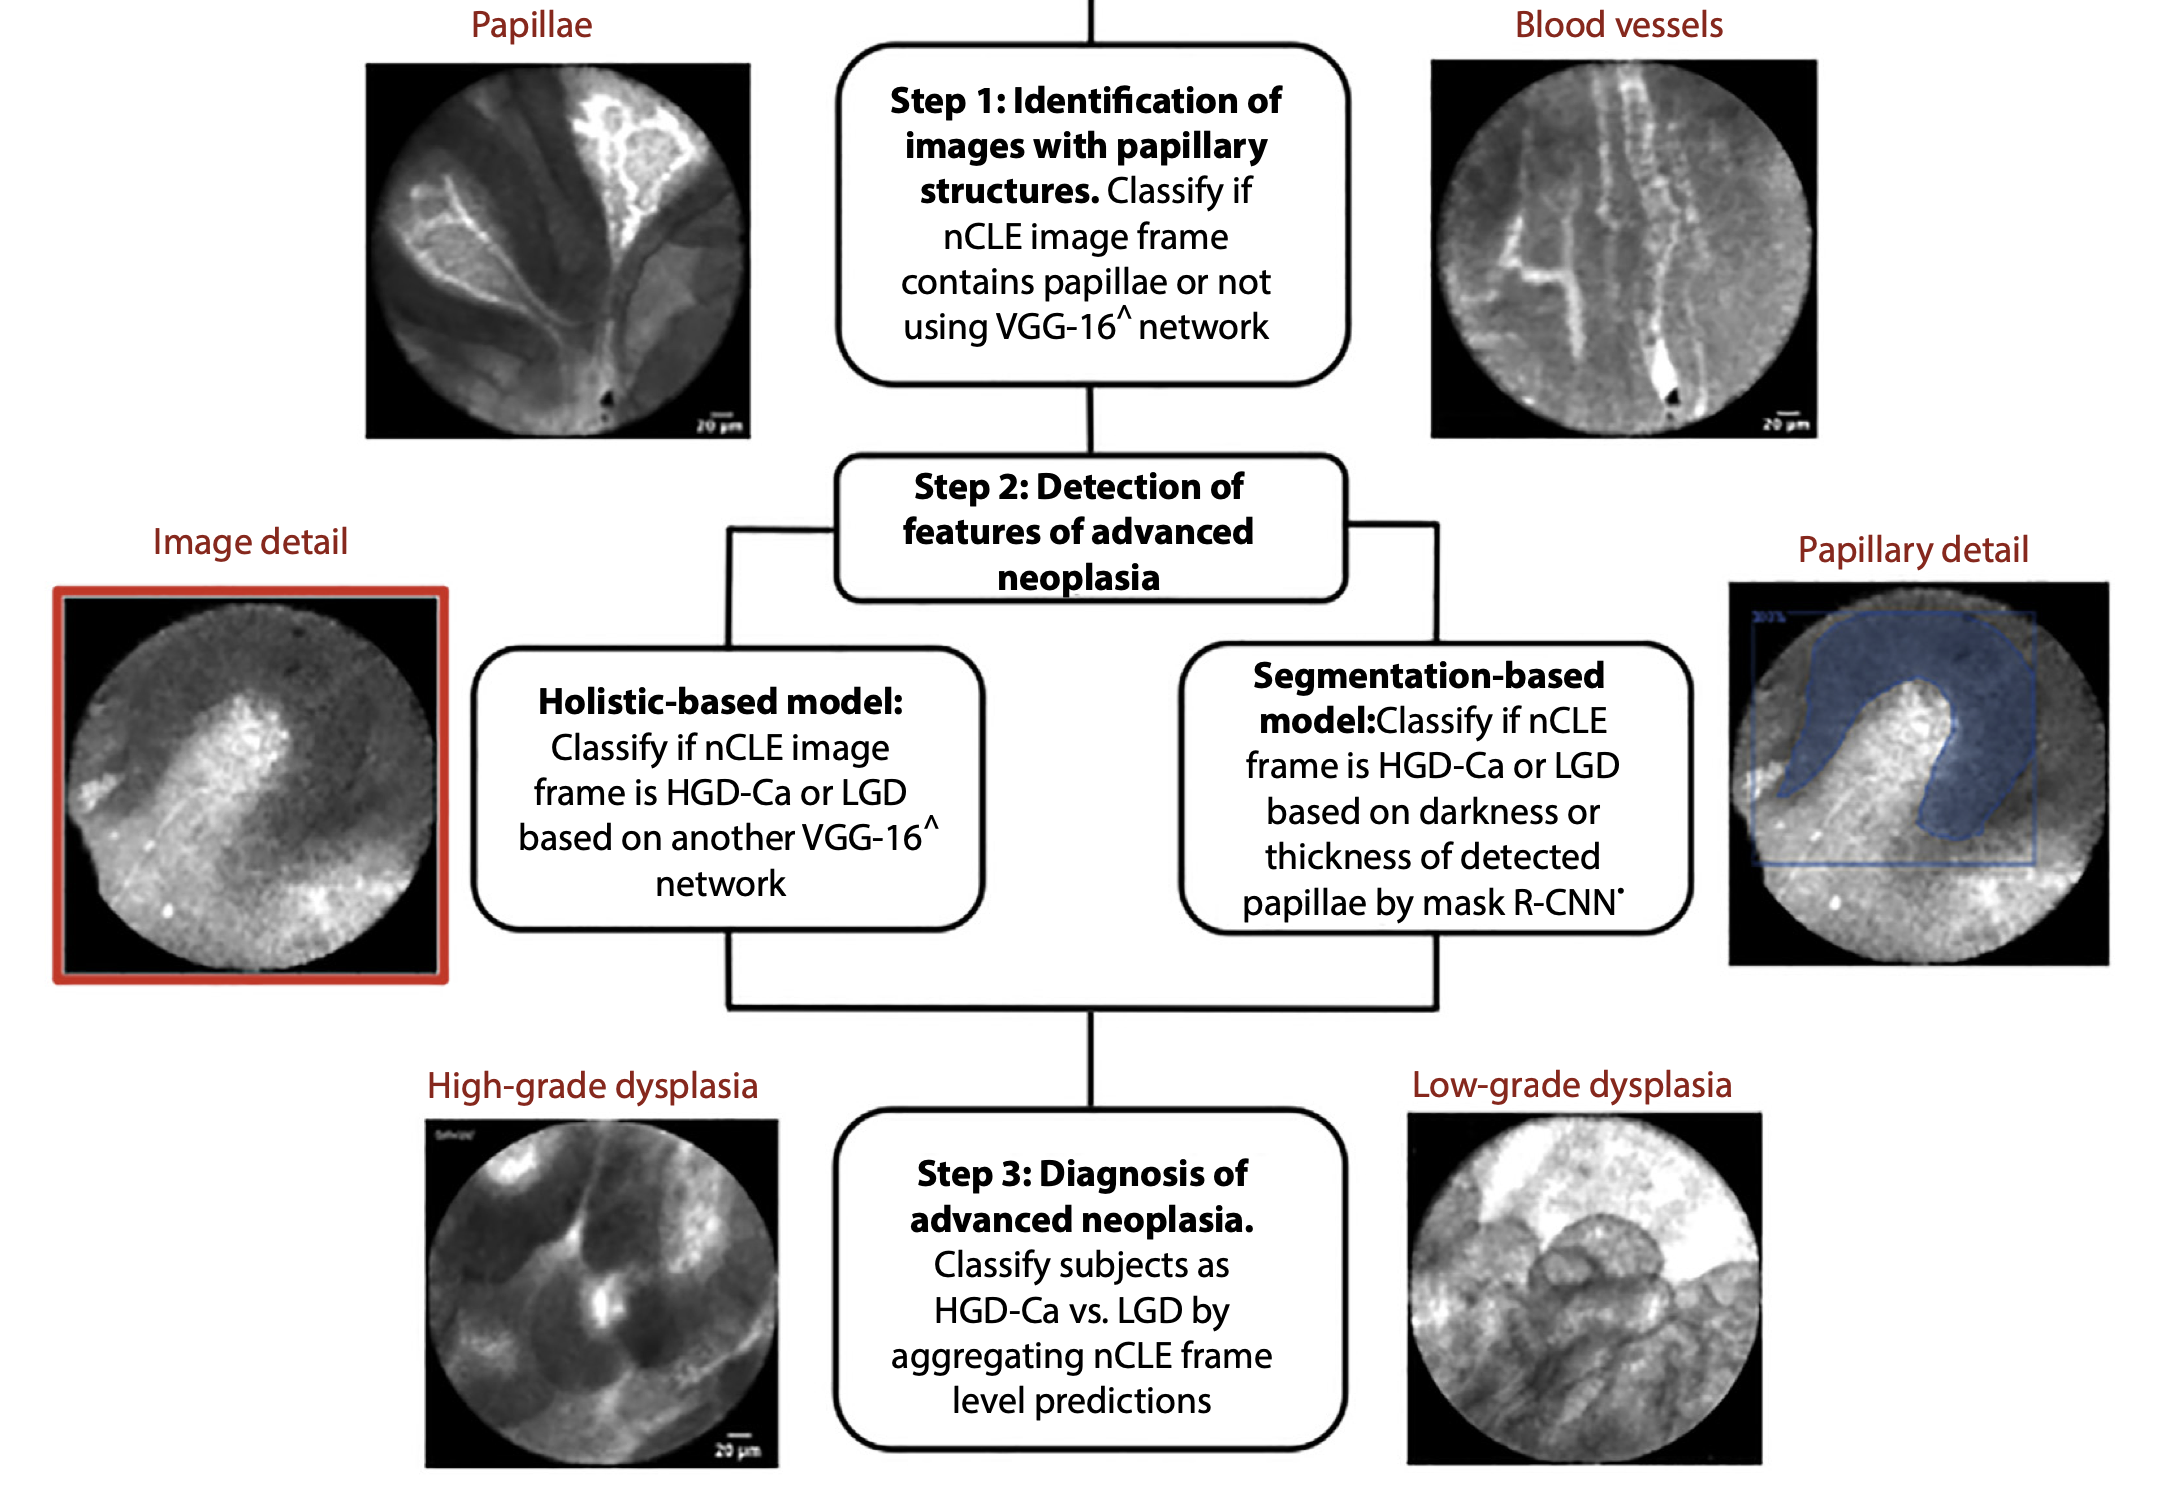 Papillae
Blood vessels
Step 1: Identification of
images with papillary
structures. Classify if
nCLE image frame
contains papillae or not
using VGG-16^ network
20 µm
20 µm
Step 2: Detection of
features of advanced
neoplasia
Image detail
Papillary detail
Holistic-based model:
Classify if nCLE image
frame is HGD-Ca or LGD
based on another VGG-16^
network
Segmentation-based
model:Classify if nCLE
frame is HGD-Ca or LGD
based on darkness or
thickness of detected
papillae by mask R-CNN•
High-grade dysplasia
Low-grade dysplasia
Step 3: Diagnosis of
advanced neoplasia.
Classify subjects as
HGD-Ca vs. LGD by
aggregating nCLE frame
level predictions
20 µm